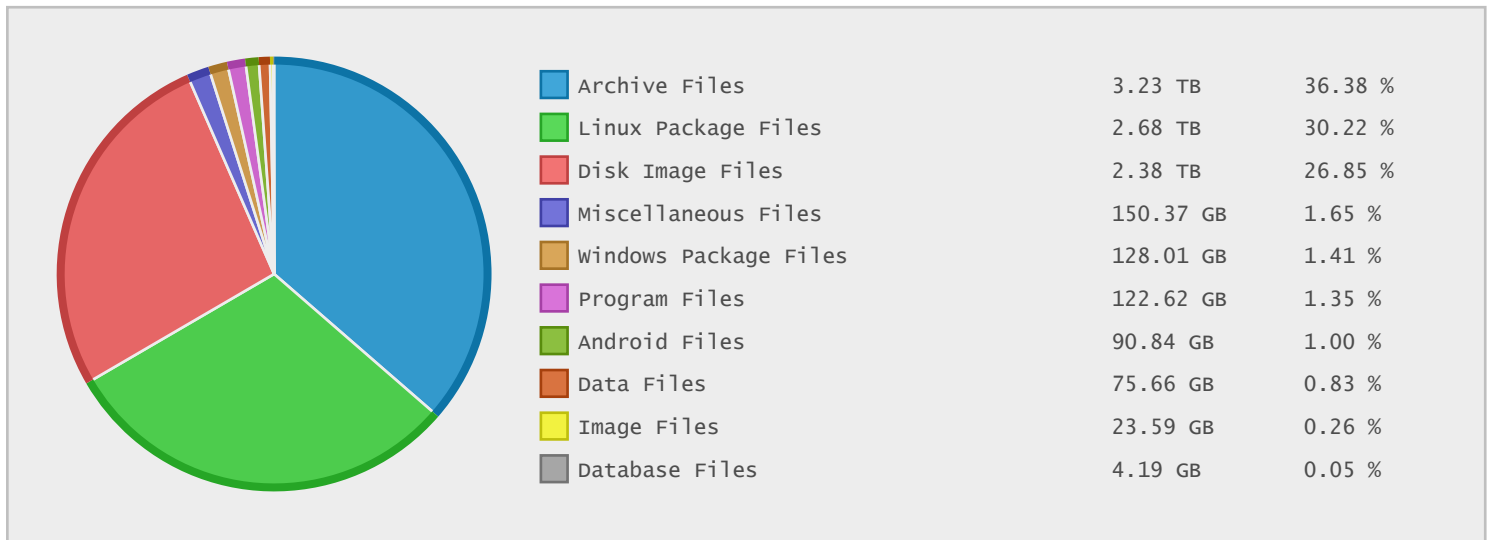 Archive Files 3.23 TB 36.38 %
Linux Package Files 2.68 TB 30.22 %
Disk Image Files 2.38 TB 26.85 %
Miscellaneous Files 150.37 GB 1.65 %
Windows Package Files 128.01 GB 1.41 %
Program Files 122.62 GB 1.35 %
Android Files 90.84 GB 1.00 %
Data Files 75.66 GB 0.83 %
Image Files 23.59 GB 0.26 %
Database Files 4.19 GB 0.05 %